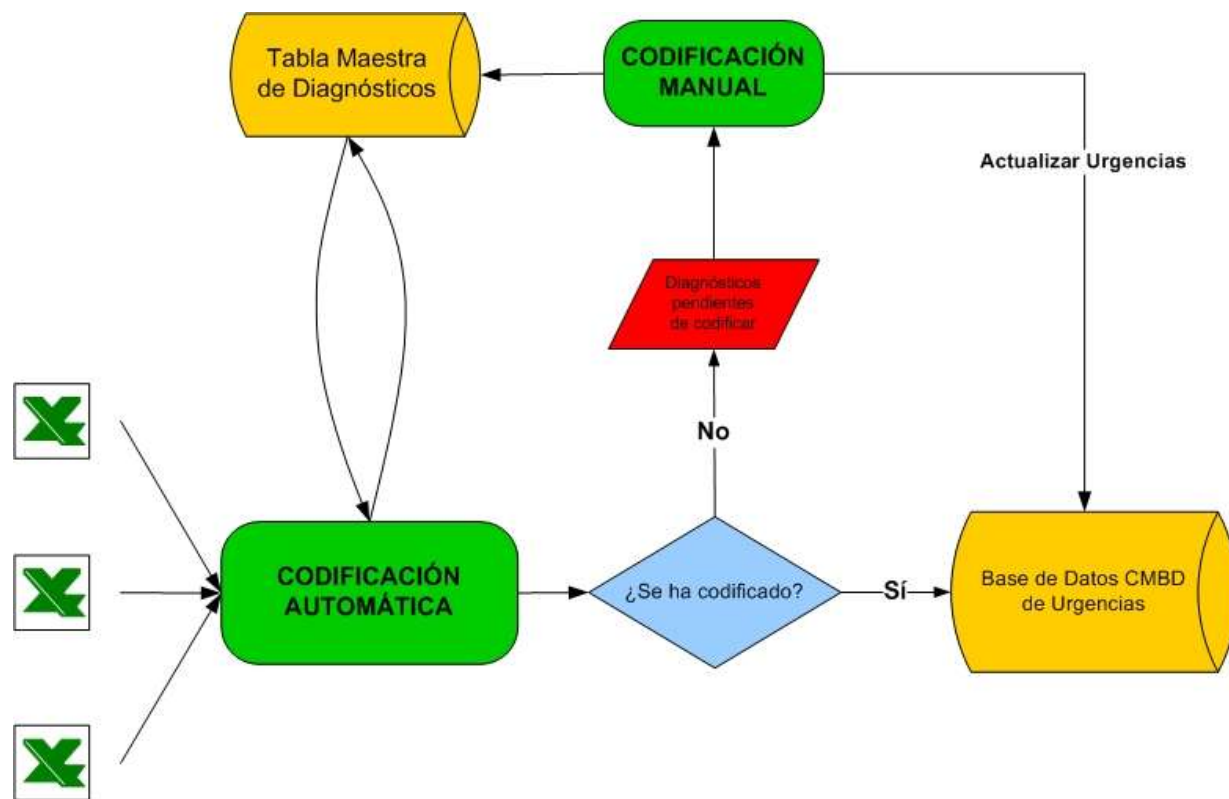 Tabla Maestra
de Diagnósticos
CODIFICACIÓN
MANUAL
Actualizar Urgencias
Diagnósticos
pendientes
de codificar
No
CODIFICACIÓN
AUTOMÁTICA
¿Se ha codificado?
Sí
Base de Datos CMBD
de Urgencias